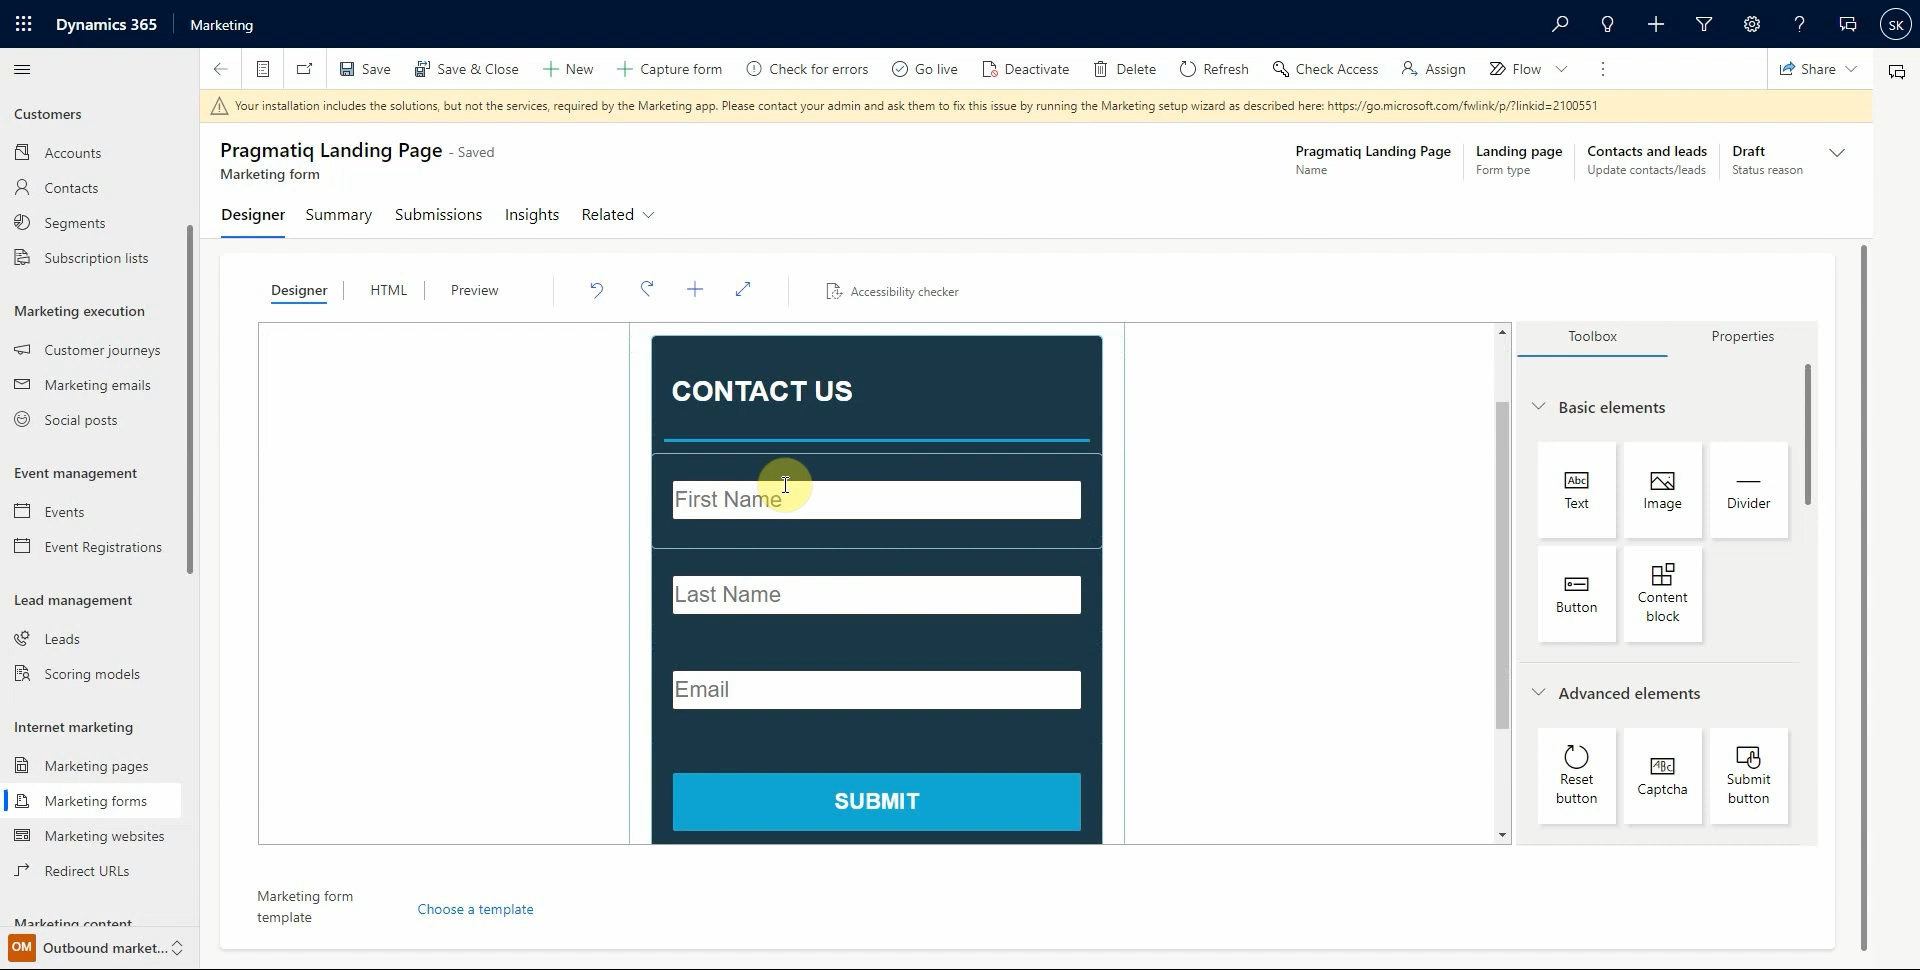 Dynamics 365
Marketing
SK
Save
Save & Close
New
Capture form
Check for errors
Go live
Deactivate
Delete
Refresh
Check Access
Assign
Flow
Share
Your installation includes the solutions, but not the services, required by the Marketing app. Please contact your admin and ask them to fix this issue by running the Marketing setup wizard as described here: https://go.microsoft.com/fwlink/p/?linkid=2100551
Customers
Accounts
Contacts
Segments
Subscription lists
Marketing execution
Customer journeys
Marketing emails
Social posts
Event management
Events
Event Registrations
Lead management
Leads
Scoring models
Internet marketing
Marketing pages
Marketing forms
Marketing websites
Redirect URLs
Marketing content
OM
Outbound market...
Pragmatiq Landing Page - Saved
Marketing form
Pragmatiq Landing Page
Name
Landing page
Form type
Contacts and leads
Update contacts/leads
Draft
Status reason
Designer
Summary
Submissions
Insights
Related
Designer
HTML
Preview
Accessibility checker
CONTACT US
First Name
Last Name
Email
SUBMIT
Toolbox
Properties
Basic elements
Abc
Text
Image
Divider
Button
Content
block
Advanced elements
Reset
button
ABC
Captcha
Submit
button
Marketing form
template
Choose a template